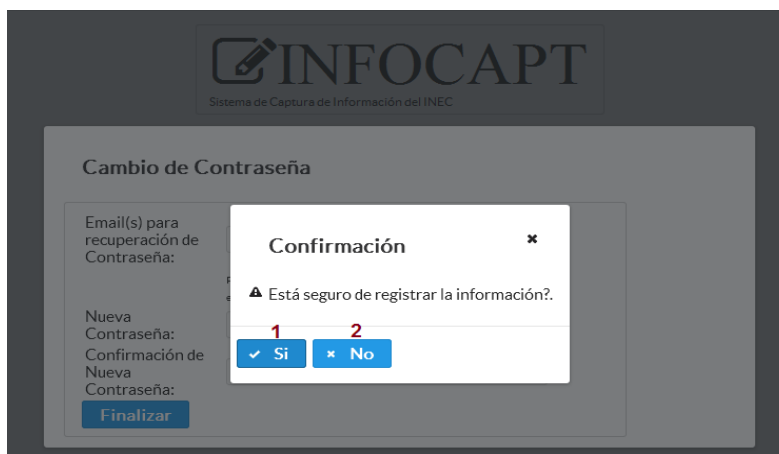 INFOCAPT
Sistema de Captura de Información del INEC
Cambio de Contraseña
Email(s) para
recuperación de
Contraseña:
Nueva
Contraseña:
Confirmación de
Nueva
Contraseña:
Finalizar
Confirmación
Está seguro de registrar la información?.
1 2
Si No